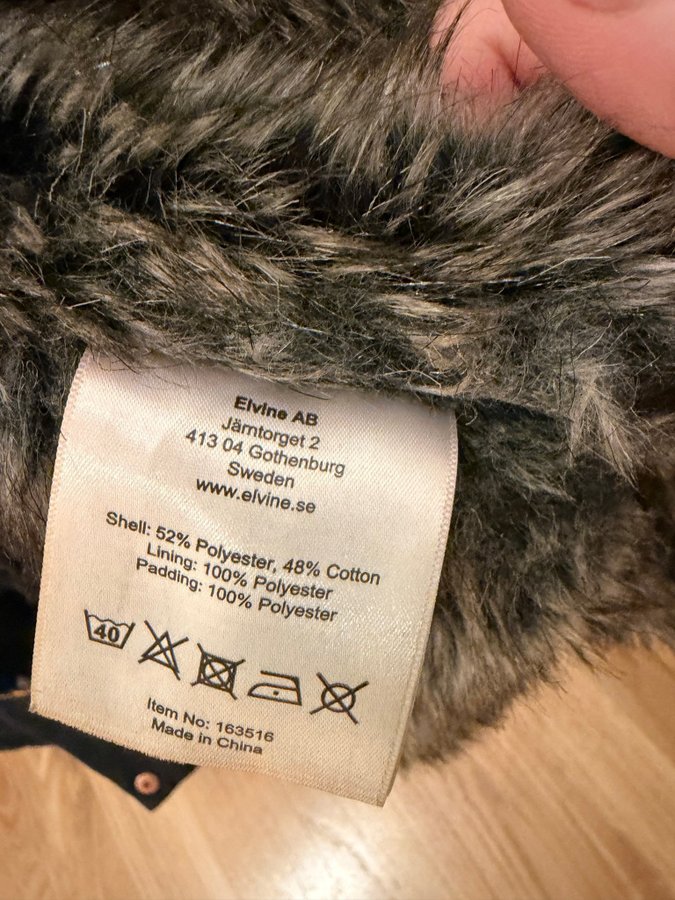 Elvine AB
Järntorget 2
413 04 Gothenburg
Sweden
www.elvine.se
Shell: 52% Polyester, 48% Cotton
Lining: 100% Polyester
Padding: 100% Polyester
40
Item No: 163516
Made in China